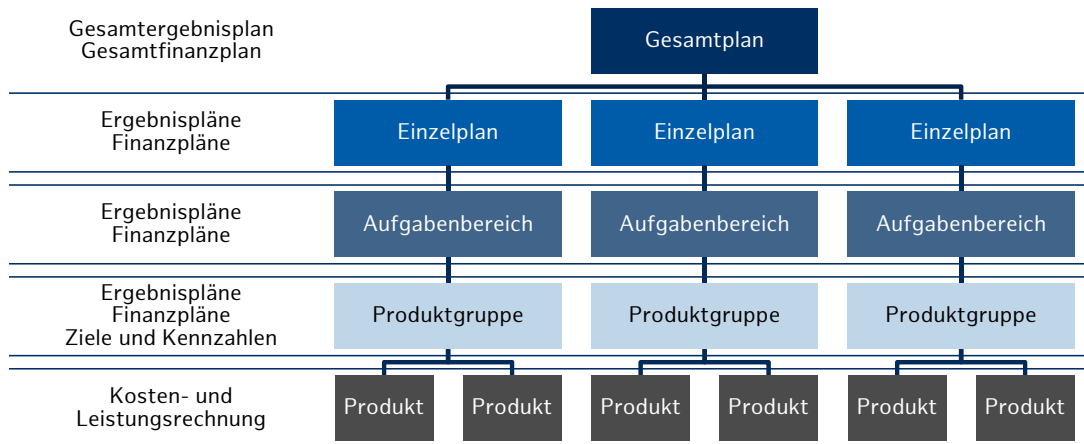 Gesamtergebnisplan
Gesamtfinanzplan
Gesamtplan
Ergebnispläne
Finanzpläne
Einzelplan
Einzelplan
Einzelplan
Ergebnispläne
Finanzpläne
Aufgabenbereich
Aufgabenbereich
Aufgabenbereich
Ergebnispläne
Finanzpläne
Ziele und Kennzahlen
Produktgruppe
Produktgruppe
Produktgruppe
Kosten- und
Leistungsrechnung
Produkt
Produkt
Produkt
Produkt
Produkt
Produkt